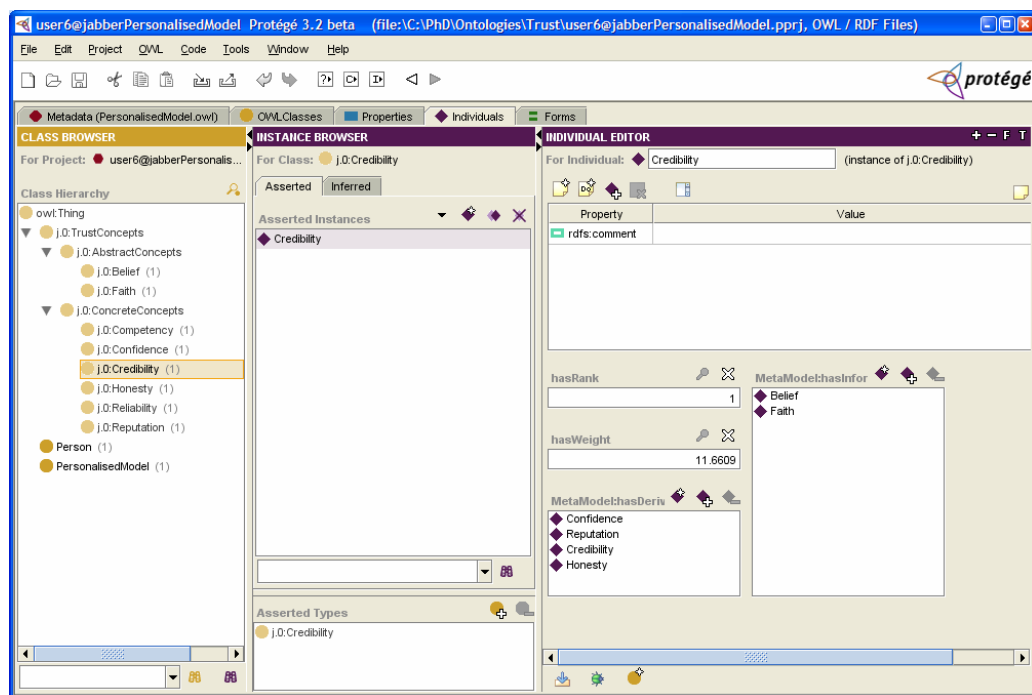 user6@jabberPersonalisedModel Protégé 3.2 beta (file:\C:\PhD\Ontologies\Trust\user6@jabberPersonalisedModel.pprj, OWL / RDF Files)
File Edit Project OWL Code Tools Window Help
protégé
Metadata (PersonalisedModel.owl) OWLClasses Properties Individuals Forms
CLASS BROWSER
For Project: user6@jabberPersonalis...
Class Hierarchy
owl:Thing
j.0:TrustConcepts
j.0:AbstractConcepts
j.0:Belief (1)
j.0:Faith (1)
j.0:ConcreteConcepts
j.0:Competency (1)
j.0:Confidence (1)
j.0:Credibility (1)
j.0:Honesty (1)
j.0:Reliability (1)
j.0:Reputation (1)
Person (1)
PersonalisedModel (1)
INSTANCE BROWSER
For Class: j.0:Credibility
Asserted Inferred
Asserted Instances
Credibility
Asserted Types
j.0:Credibility
INDIVIDUAL EDITOR + − F T
For Individual: Credibility (instance of j.0:Credibility)
Property Value
rdfs:comment
hasRank
1
hasWeight
11.6609
MetaModel:hasDeriv
Confidence
Reputation
Credibility
Honesty
MetaModel:hasInfor
Belief
Faith